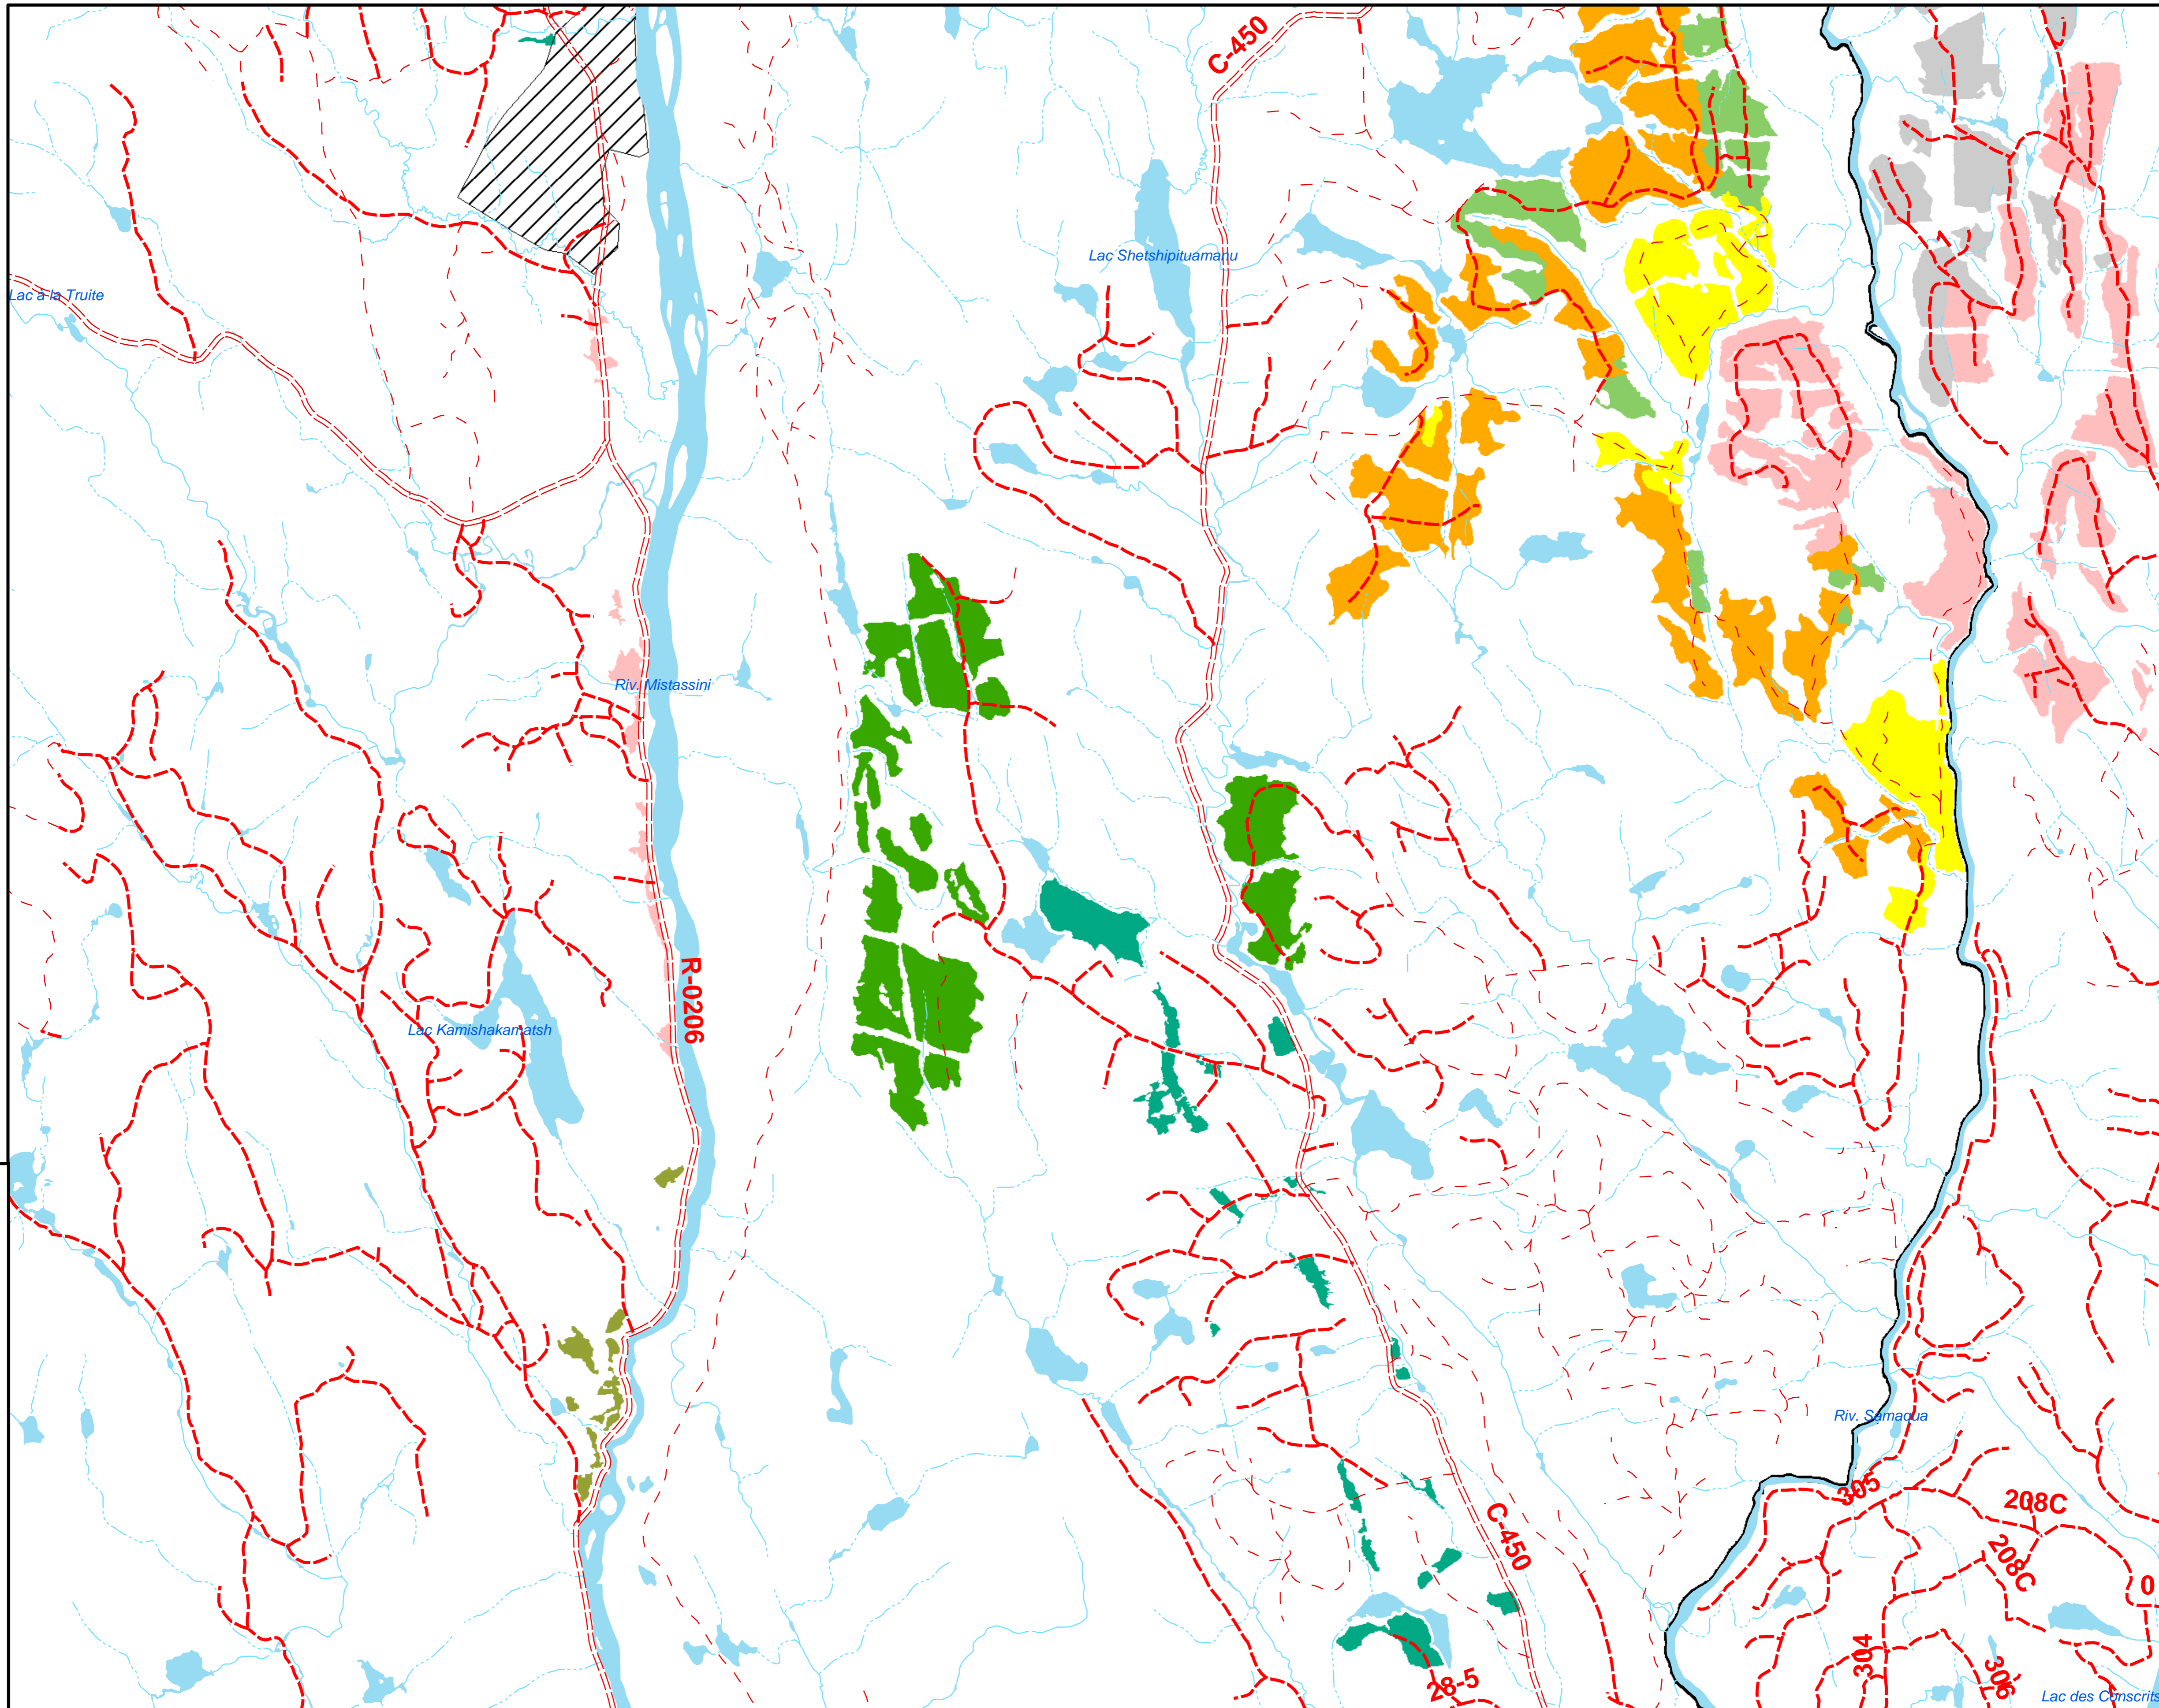 C-450
Lac Shetshipituamanu
Lac à la Truite
Riv. Mistassini
R-0206
Lac Kamishakamatsh
Riv. Samaqua
305
208C
C-450
208C
0
304
306
28-5
Lac des Conscrits